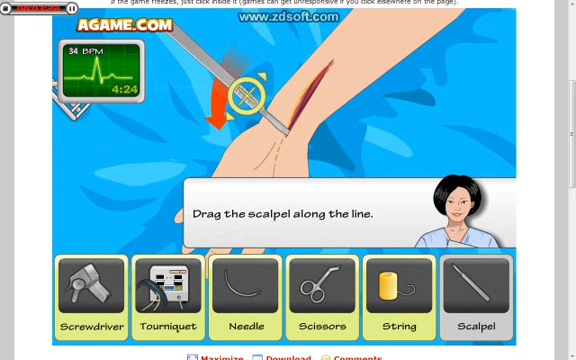 If the game freezes, just click inside it (games can get unresponsive if you click elsewhere on the page).
www.zdsoft.com
AGAME.COM
34 BPM
4:24
Drag the scalpel along the line.
Screwdriver
Tourniquet
Needle
Scissors
String
Scalpel
Maximize
Download
Comments